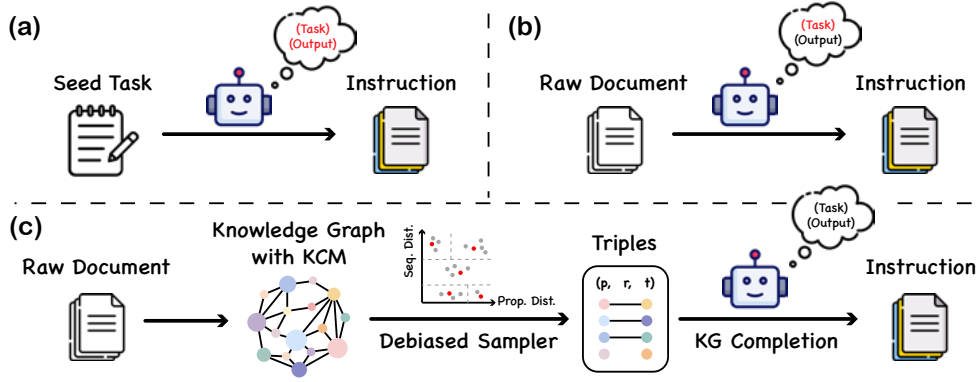 (a)
(Task)
(Output)
Seed Task
Instruction
(b)
(Task)
(Output)
Raw Document
Instruction
(c)
Raw Document
Knowledge Graph
with KCM
Seq. Dist.
Prop. Dist.
Debiased Sampler
Triples
(p, r, t)
(Task)
(Output)
KG Completion
Instruction